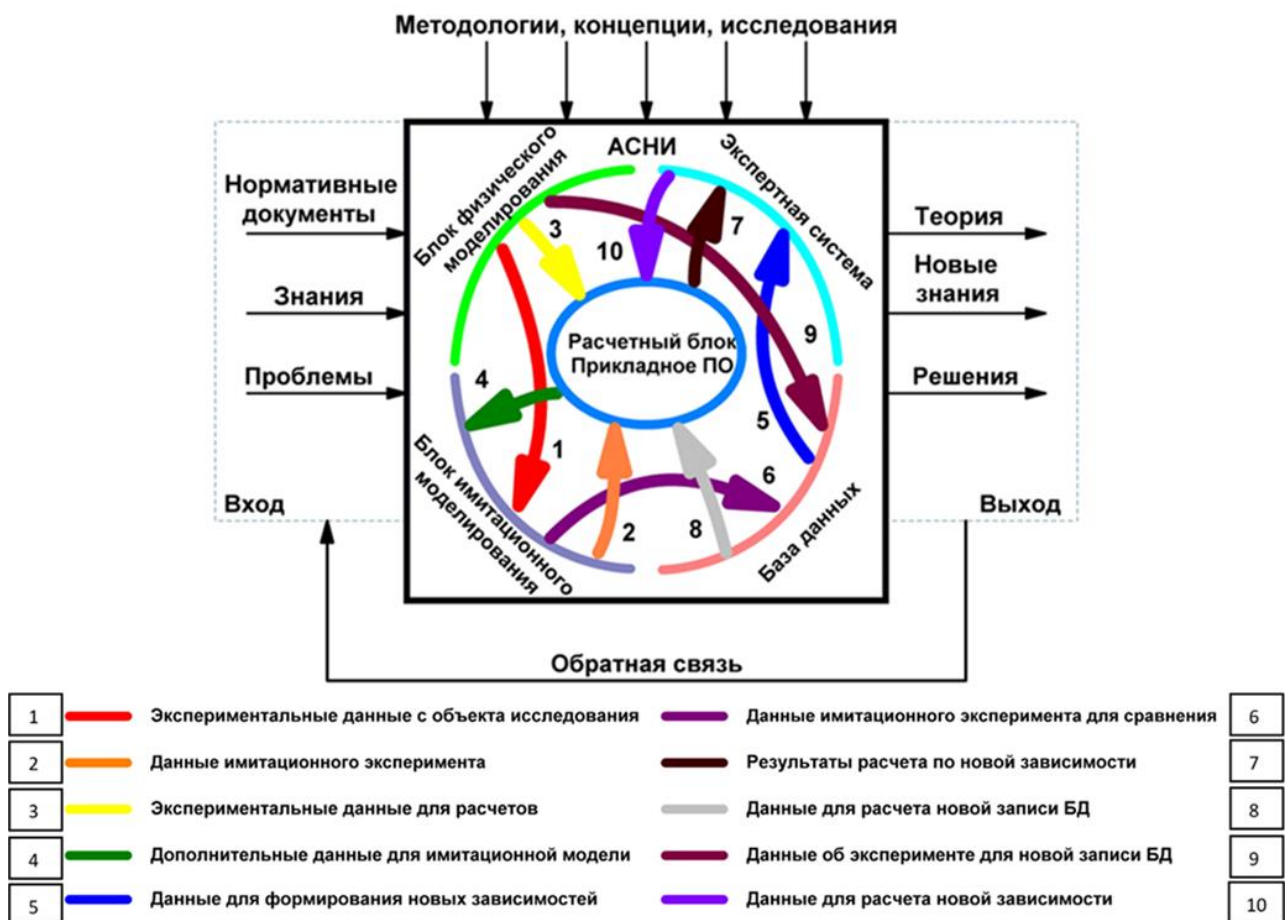 Методологии, концепции, исследования
АСНИ
Блок физического
моделирования
Экспертная система
Нормативные
документы
Знания
Проблемы
Вход
Теория
Новые
знания
Решения
Выход
3
10
7
9
4
1
2
8
6
5
Расчетный блок
Прикладное ПО
Блок имитационного
моделирования
База данных
Обратная связь
1 Экспериментальные данные с объекта исследования
2 Данные имитационного эксперимента
3 Экспериментальные данные для расчетов
4 Дополнительные данные для имитационной модели
5 Данные для формирования новых зависимостей
Данные имитационного эксперимента для сравнения 6
Результаты расчета по новой зависимости 7
Данные для расчета новой записи БД 8
Данные об эксперименте для новой записи БД 9
Данные для расчета новой зависимости 10